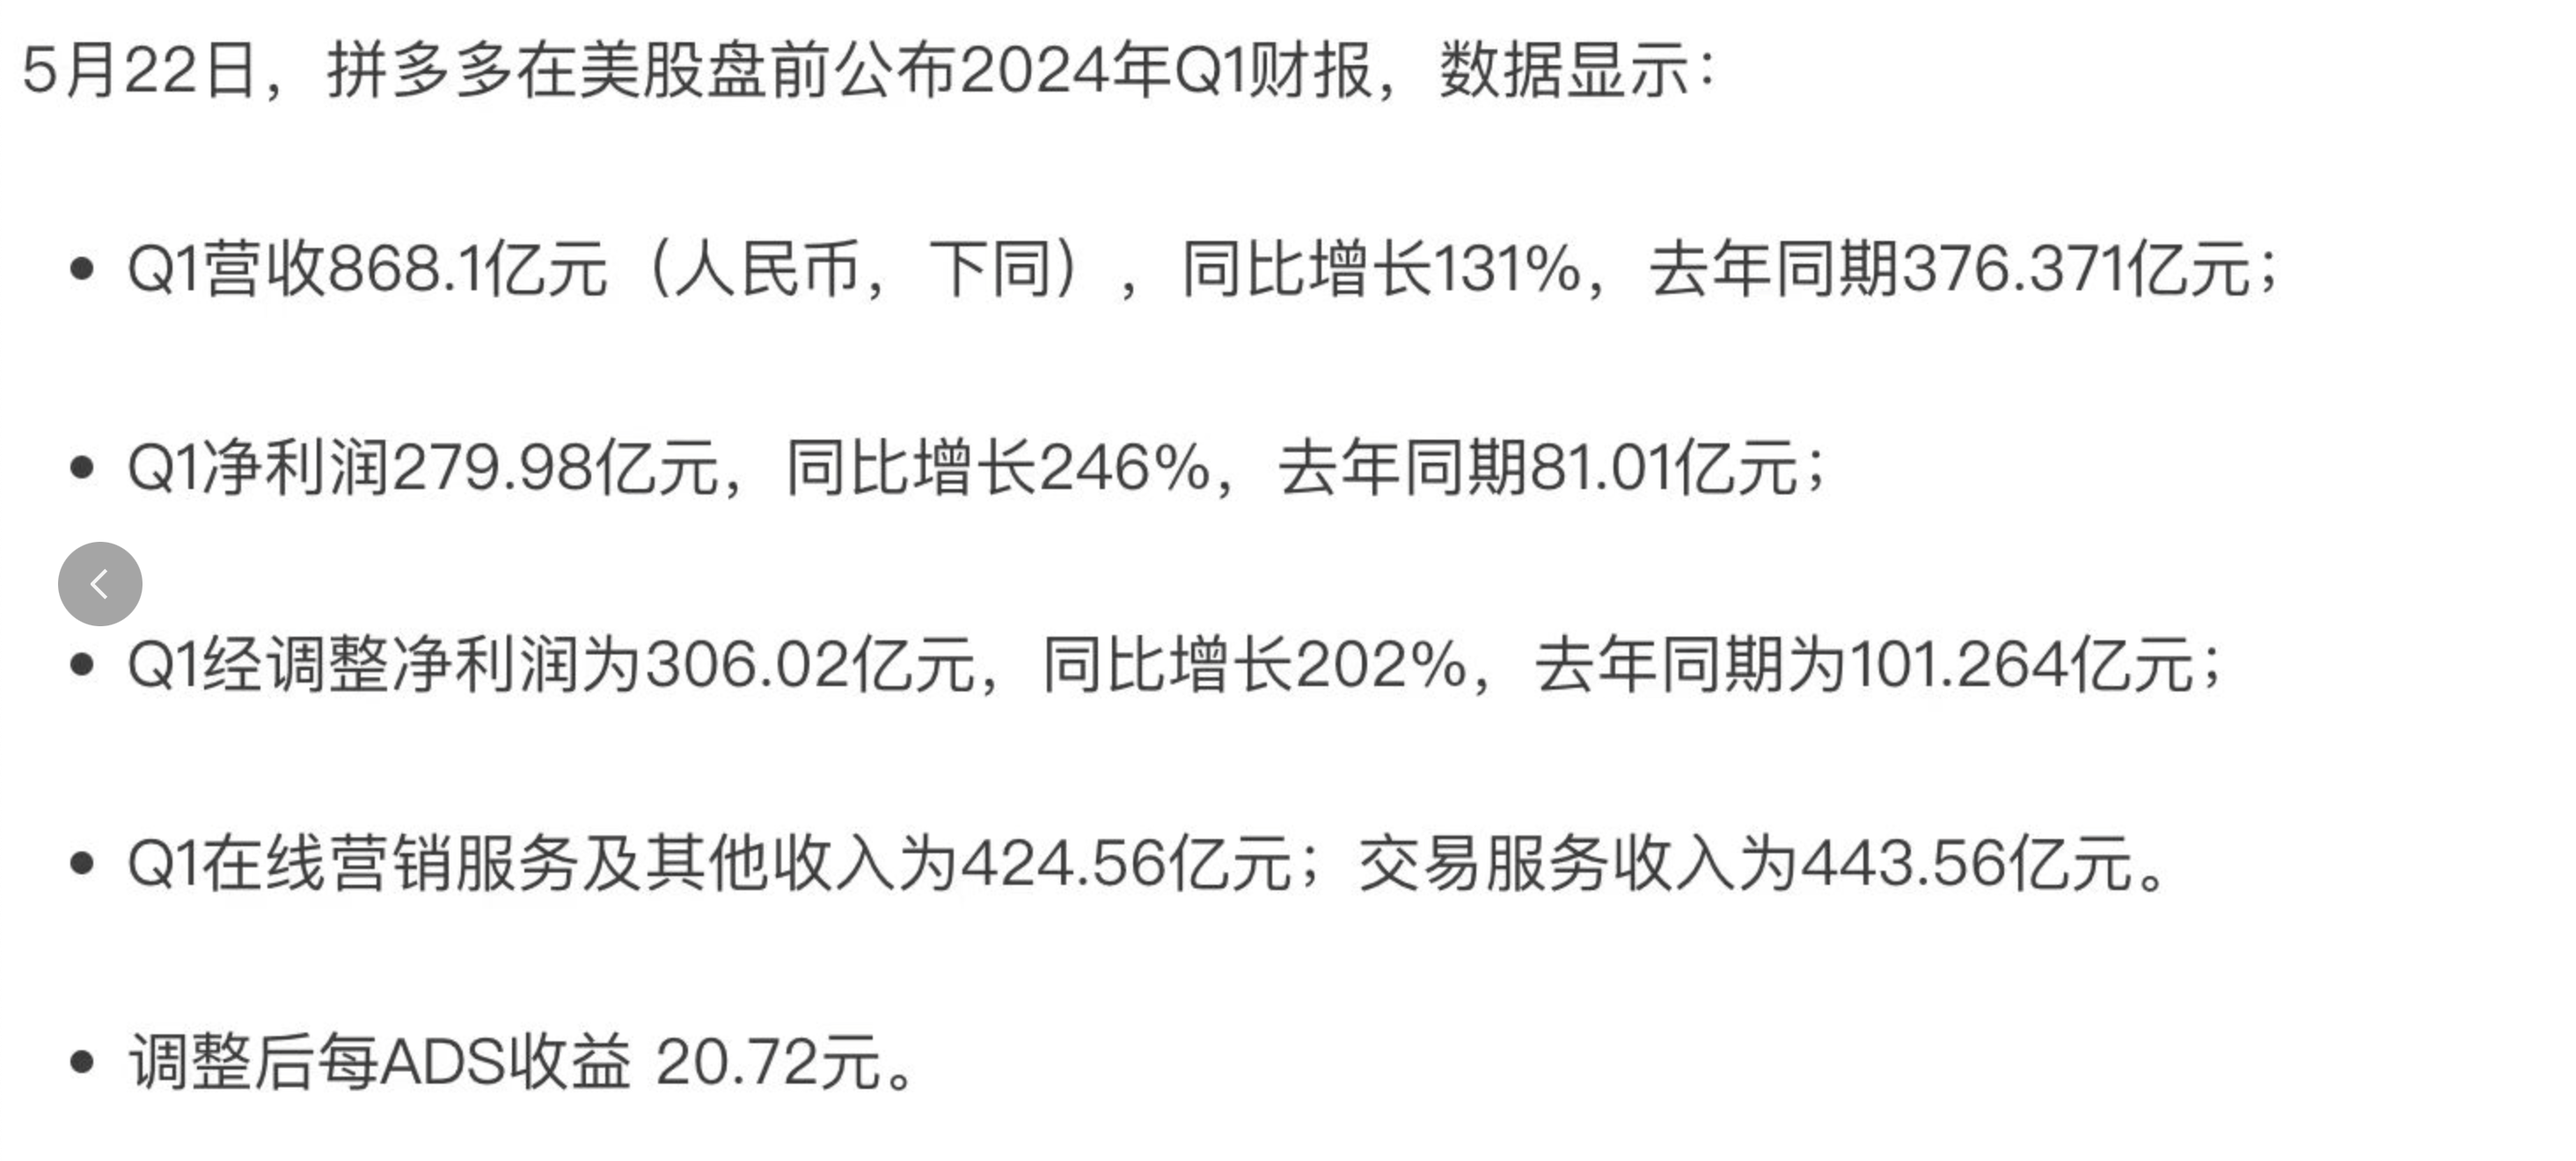 5月22日，拼多多在美股盘前公布2024年Q1财报，数据显示：
• Q1营收868.1亿元（人民币，下同），同比增长131%，去年同期376.371亿元；
• Q1净利润279.98亿元，同比增长246%，去年同期81.01亿元；
• Q1经调整净利润为306.02亿元，同比增长202%，去年同期为101.264亿元；
• Q1在线营销服务及其他收入为424.56亿元；交易服务收入为443.56亿元。
• 调整后每ADS收益 20.72元。